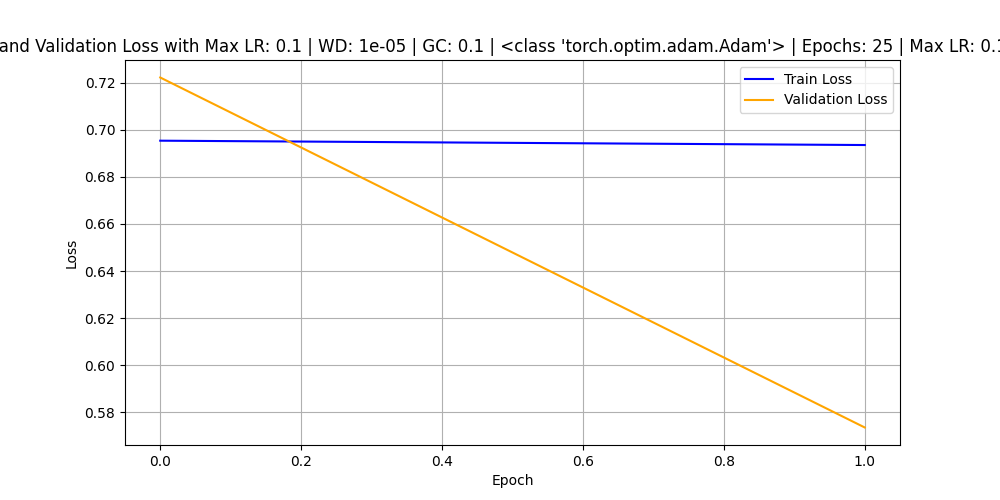 and Validation Loss with Max LR: 0.1 | WD: 1e-05 | GC: 0.1 | <class 'torch.optim.adam.Adam'> | Epochs: 25 | Max LR: 0.1
Train Loss
Validation Loss
0.72
0.70
0.68
0.66
0.64
0.62
0.60
0.58
Loss
0.0 0.2 0.4 0.6 0.8 1.0
Epoch